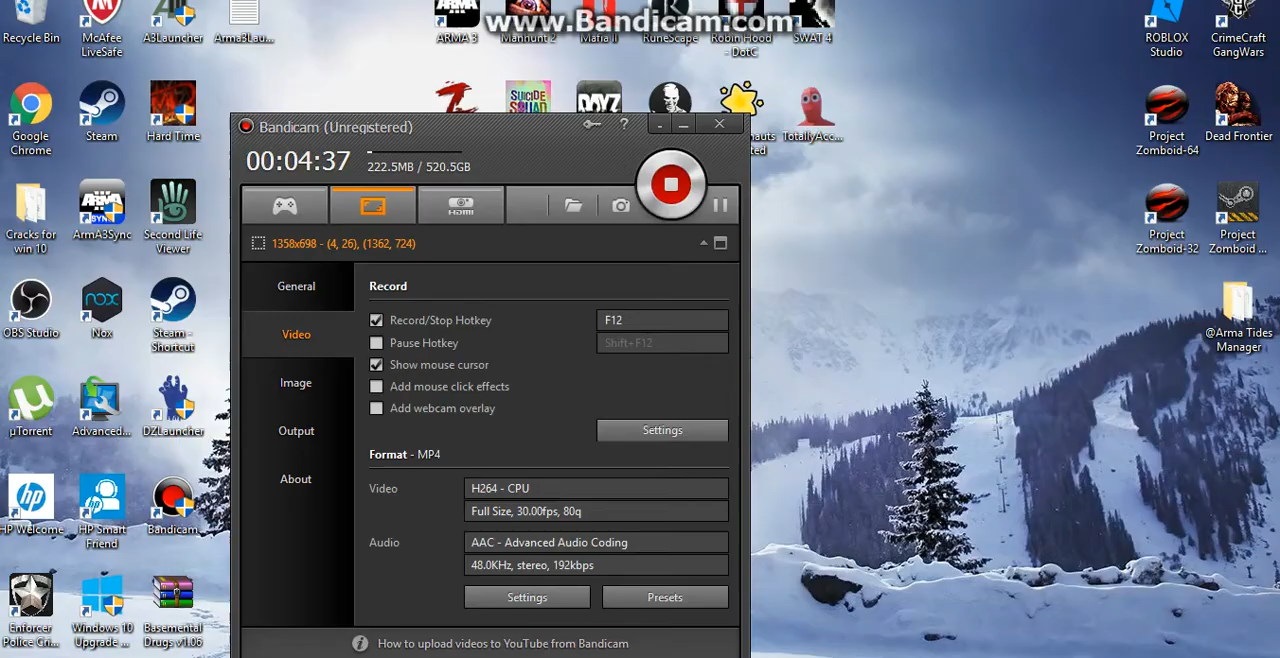 www.Bandicam.com
Recycle Bin
McAfee LiveSafe
A3Launcher
Arma3Lau...
ARMA 3
Manhunt 2
Mafia II
RuneScape
Robin Hood - DotC
SWAT 4
ROBLOX Studio
CrimeCraft GangWars
Google Chrome
Steam
Hard Time
SUICIDE SQUAD
DAYZ
TotallyAcc...
Project Zomboid-64
Dead Frontier
Cracks for win 10
ArmA3Sync
Second Life Viewer
Project Zomboid-32
Project Zomboid ...
OBS Studio
Nox
Steam - Shortcut
@Arma Tides Manager
µTorrent
Advanced...
DZLauncher
HP Welcome
HP Smart Friend
Bandicam
Enforcer Police Cri...
Windows 10 Upgrade ...
Basemental Drugs v1.06
Bandicam (Unregistered)
?
00:04:37
222.5MB / 520.5GB
HDMI
1358x698 - (4, 26), (1362, 724)
General
Video
Image
Output
About
Record
Record/Stop Hotkey
F12
Pause Hotkey
Shift+F12
Show mouse cursor
Add mouse click effects
Add webcam overlay
Settings
Format - MP4
Video
H264 - CPU
Full Size, 30.00fps, 80q
Audio
AAC - Advanced Audio Coding
48.0KHz, stereo, 192kbps
Settings
Presets
How to upload videos to YouTube from Bandicam